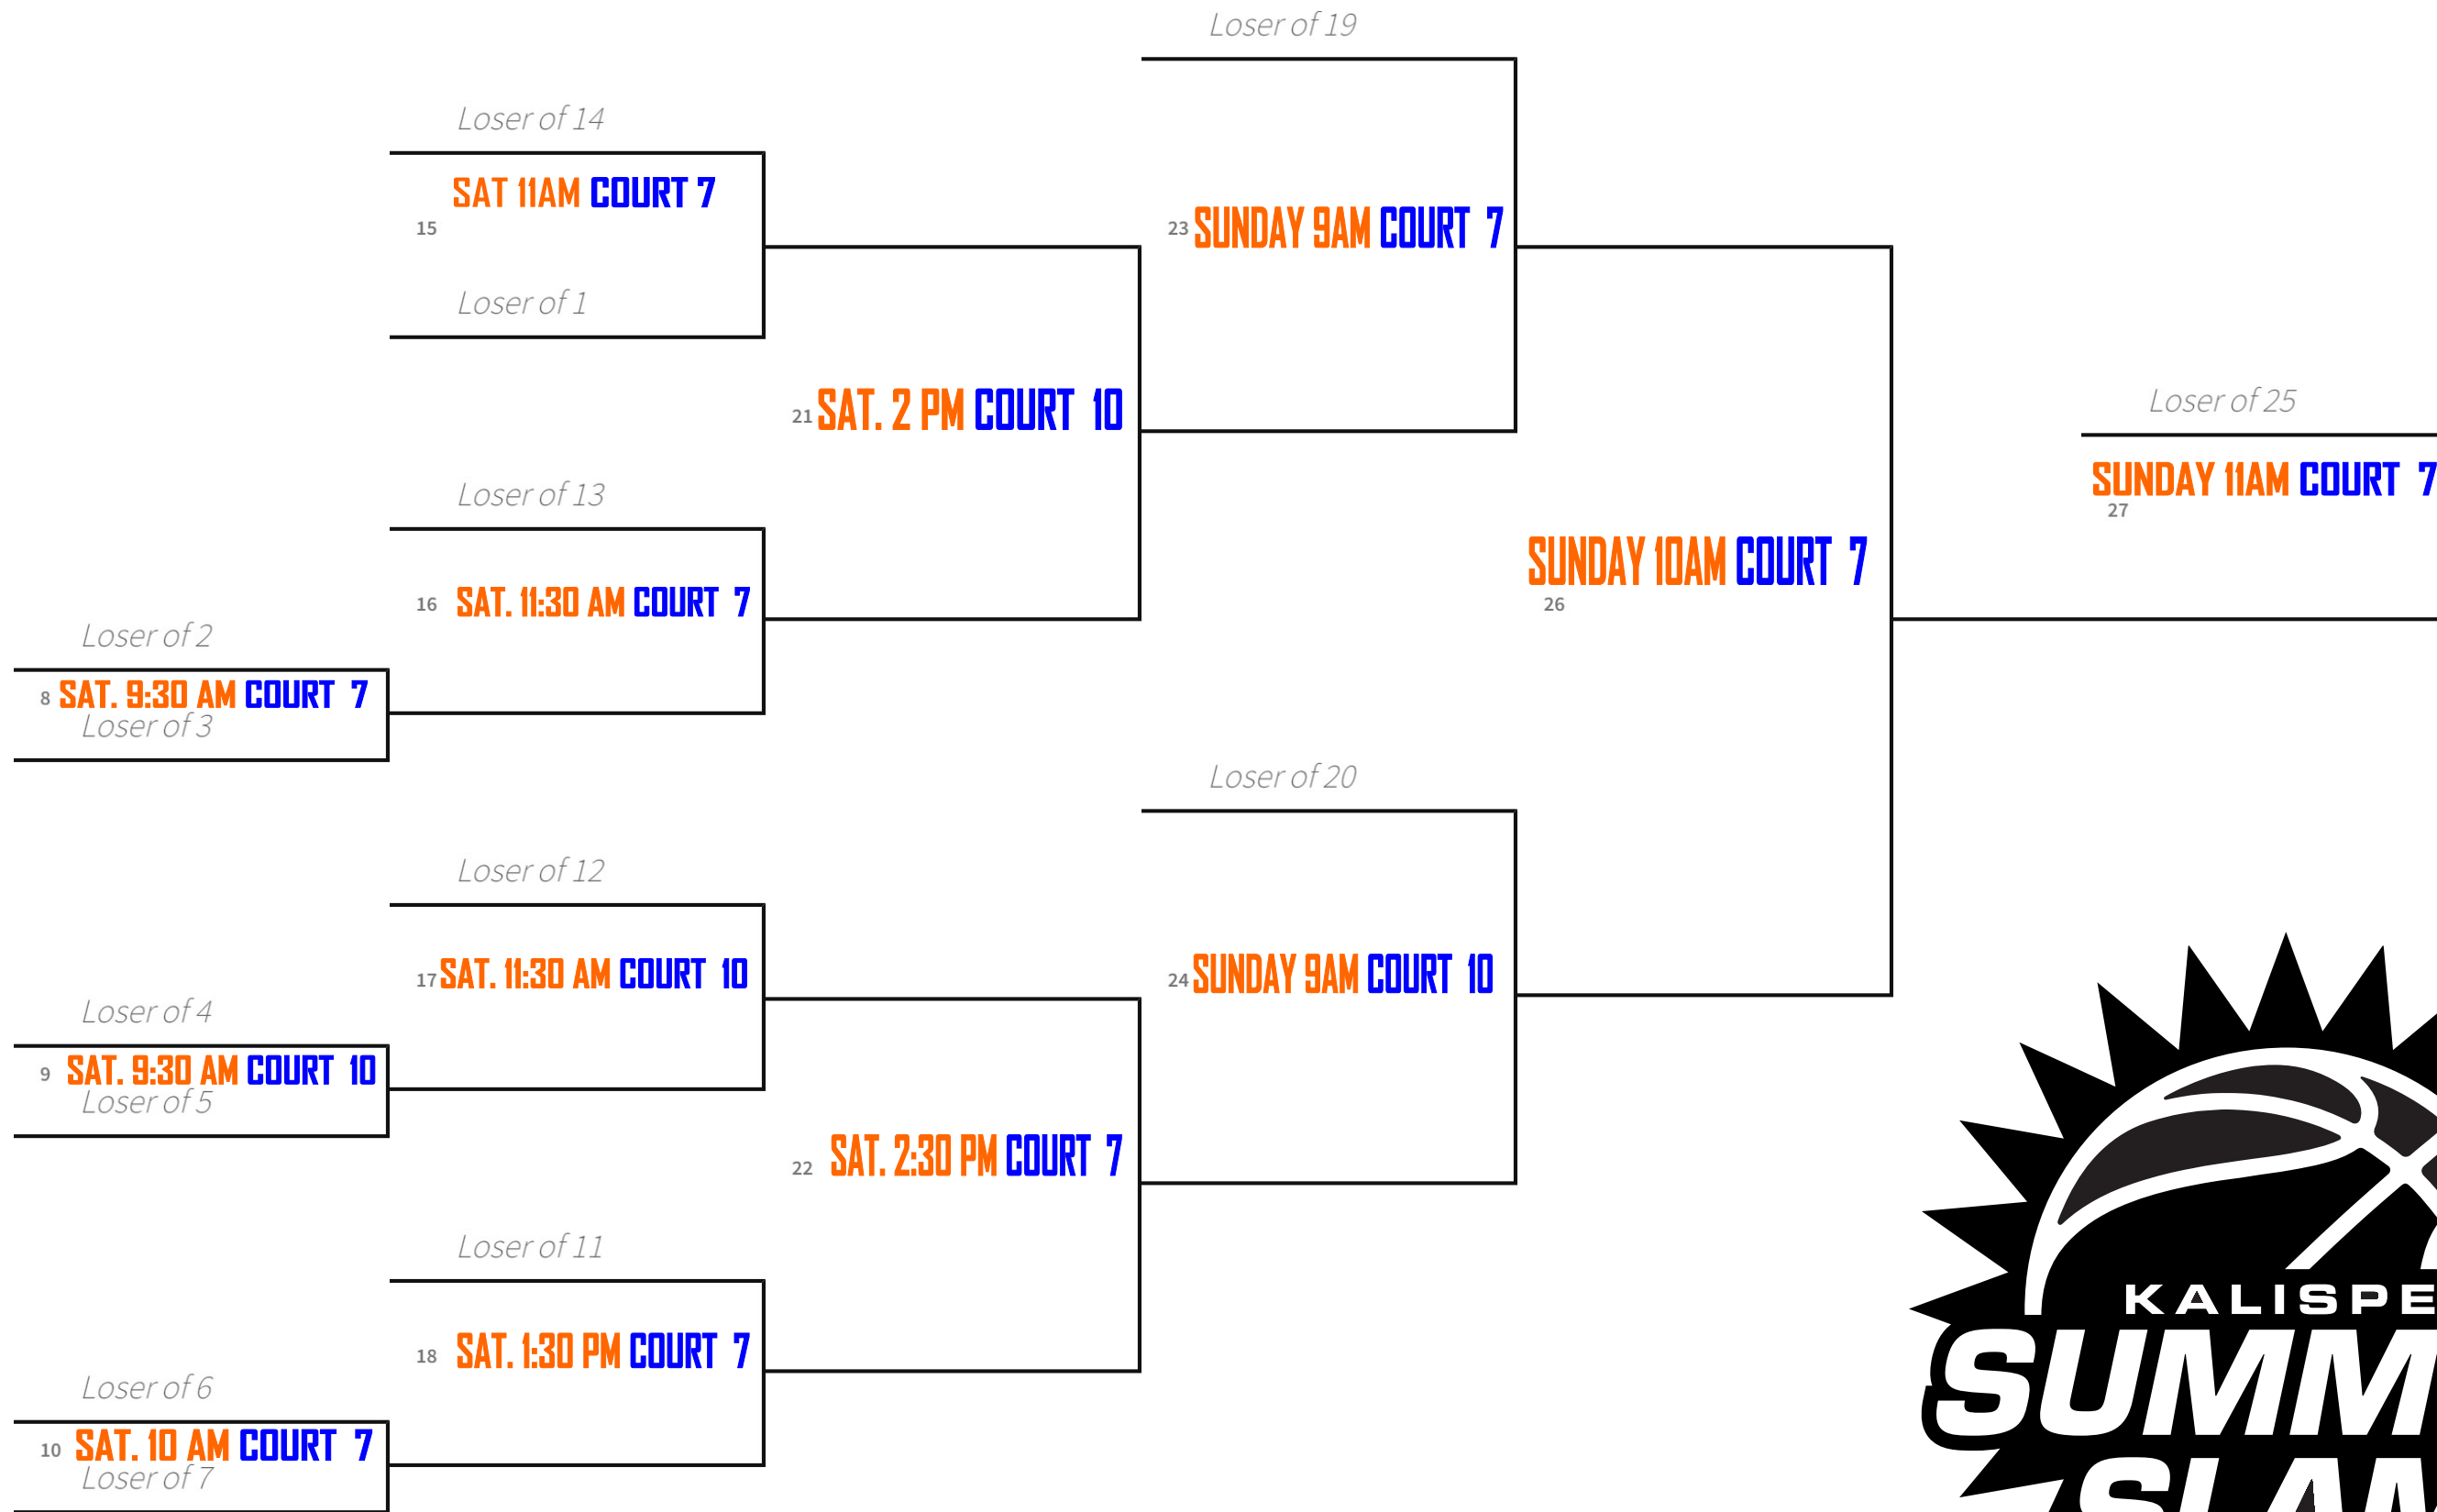 Loser of 19
Loser of 14
SAT 11AM COURT 7
15
Loser of 1
23 SUNDAY 9AM COURT 7
21 SAT. 2 PM COURT 10
Loser of 25
SUNDAY 11AM COURT 7
27
Loser of 13
16 SAT. 11:30 AM COURT 7
SUNDAY 10AM COURT 7
26
Loser of 2
8 SAT. 9:30 AM COURT 7
Loser of 3
Loser of 20
Loser of 12
17 SAT. 11:30 AM COURT 10
24 SUNDAY 9AM COURT 10
Loser of 4
9 SAT. 9:30 AM COURT 10
Loser of 5
22 SAT. 2:30 PM COURT 7
Loser of 11
18 SAT. 1:30 PM COURT 7
Loser of 6
10 SAT. 10 AM COURT 7
Loser of 7
KALISPE
SUMM
SLAM